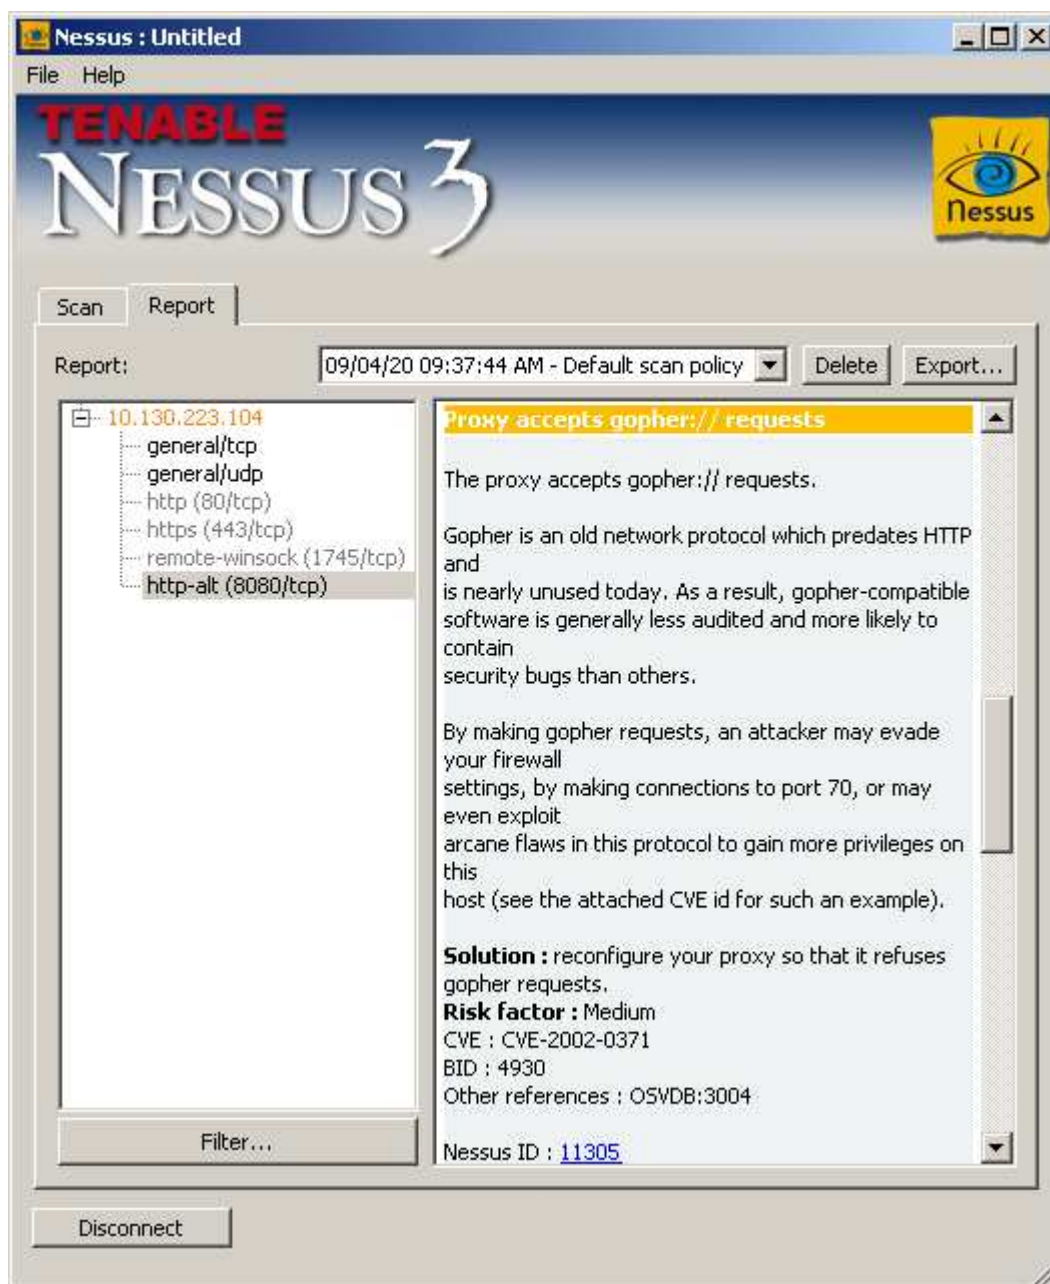 Nessus : Untitled
File Help
TENABLE
NESSUS 3
Nessus
Scan Report
Report: 09/04/20 09:37:44 AM - Default scan policy Delete Export...
10.130.223.104
general/tcp
general/udp
http (80/tcp)
https (443/tcp)
remote-winsock (1745/tcp)
http-alt (8080/tcp)
Filter...
Proxy accepts gopher:// requests
The proxy accepts gopher:// requests.
Gopher is an old network protocol which predates HTTP
and
is nearly unused today. As a result, gopher-compatible
software is generally less audited and more likely to
contain
security bugs than others.
By making gopher requests, an attacker may evade
your firewall
settings, by making connections to port 70, or may
even exploit
arcane flaws in this protocol to gain more privileges on
this
host (see the attached CVE id for such an example).
Solution : reconfigure your proxy so that it refuses
gopher requests.
Risk factor : Medium
CVE : CVE-2002-0371
BID : 4930
Other references : OSVDB:3004
Nessus ID : 11305
Disconnect